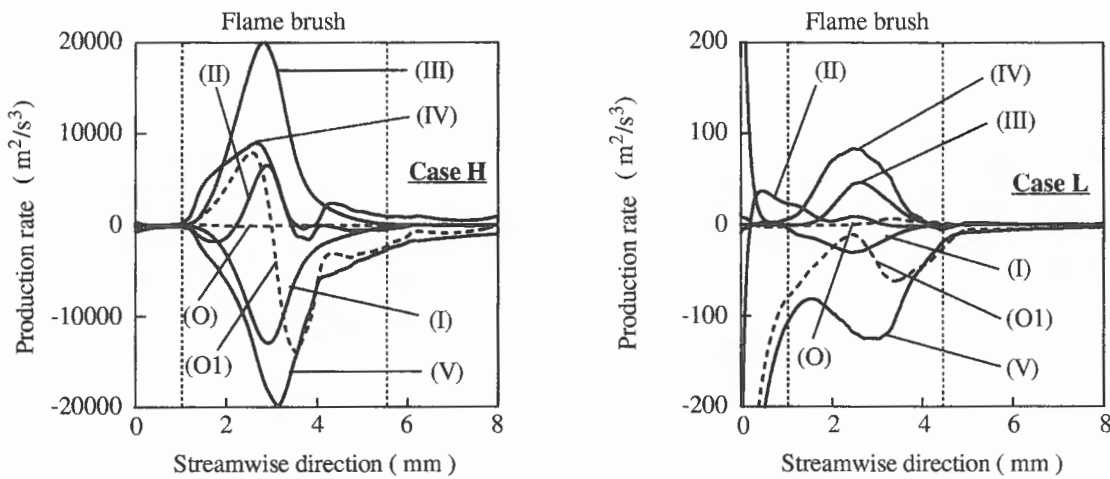 Flame brush
20000
10000
0
-10000
-20000
Production rate ( m²/s³)
(II)
(III)
(IV)
Case H
(O)
(O1)
(I)
(V)
0
2
4
6
8
Streamwise direction ( mm )
Flame brush
200
100
0
-100
-200
Production rate ( m²/s³)
(II)
(IV)
(III)
Case L
(I)
(O1)
(O)
(V)
0
2
4
6
8
Streamwise direction ( mm )